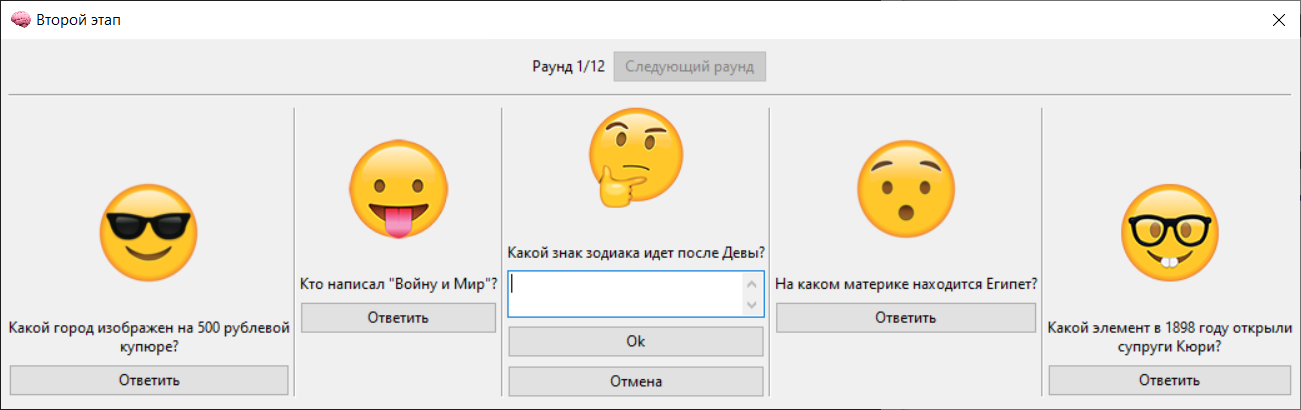 Второй этап
Раунд 1/12 Следующий раунд
Какой город изображен на 500 рублевой
купюре?
Ответить
Кто написал "Войну и Мир"?
Ответить
Какой знак зодиака идет после Девы?
Ok
Отмена
На каком материке находится Египет?
Ответить
Какой элемент в 1898 году открыли
супруги Кюри?
Ответить